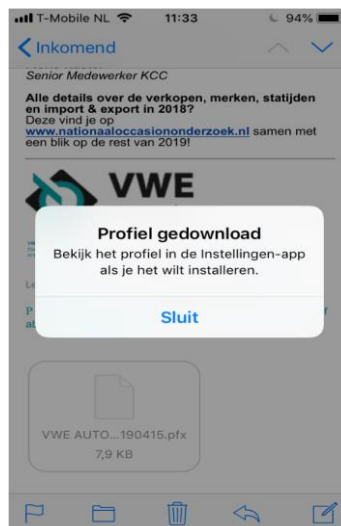 T-Mobile NL 11:33 94%
Inkomend
Senior Medewerker KCC
Alle details over de verkopen, merken, statijden
en import & export in 2018?
Deze vind je op
www.nationaaloccasiononderzoek.nl samen met
een blik op de rest van 2019!
VWE
Profiel gedownload
Bekijk het profiel in de Instellingen-app
als je het wilt installeren.
Sluit
VWE AUTO...190415.pfx
7,9 KB